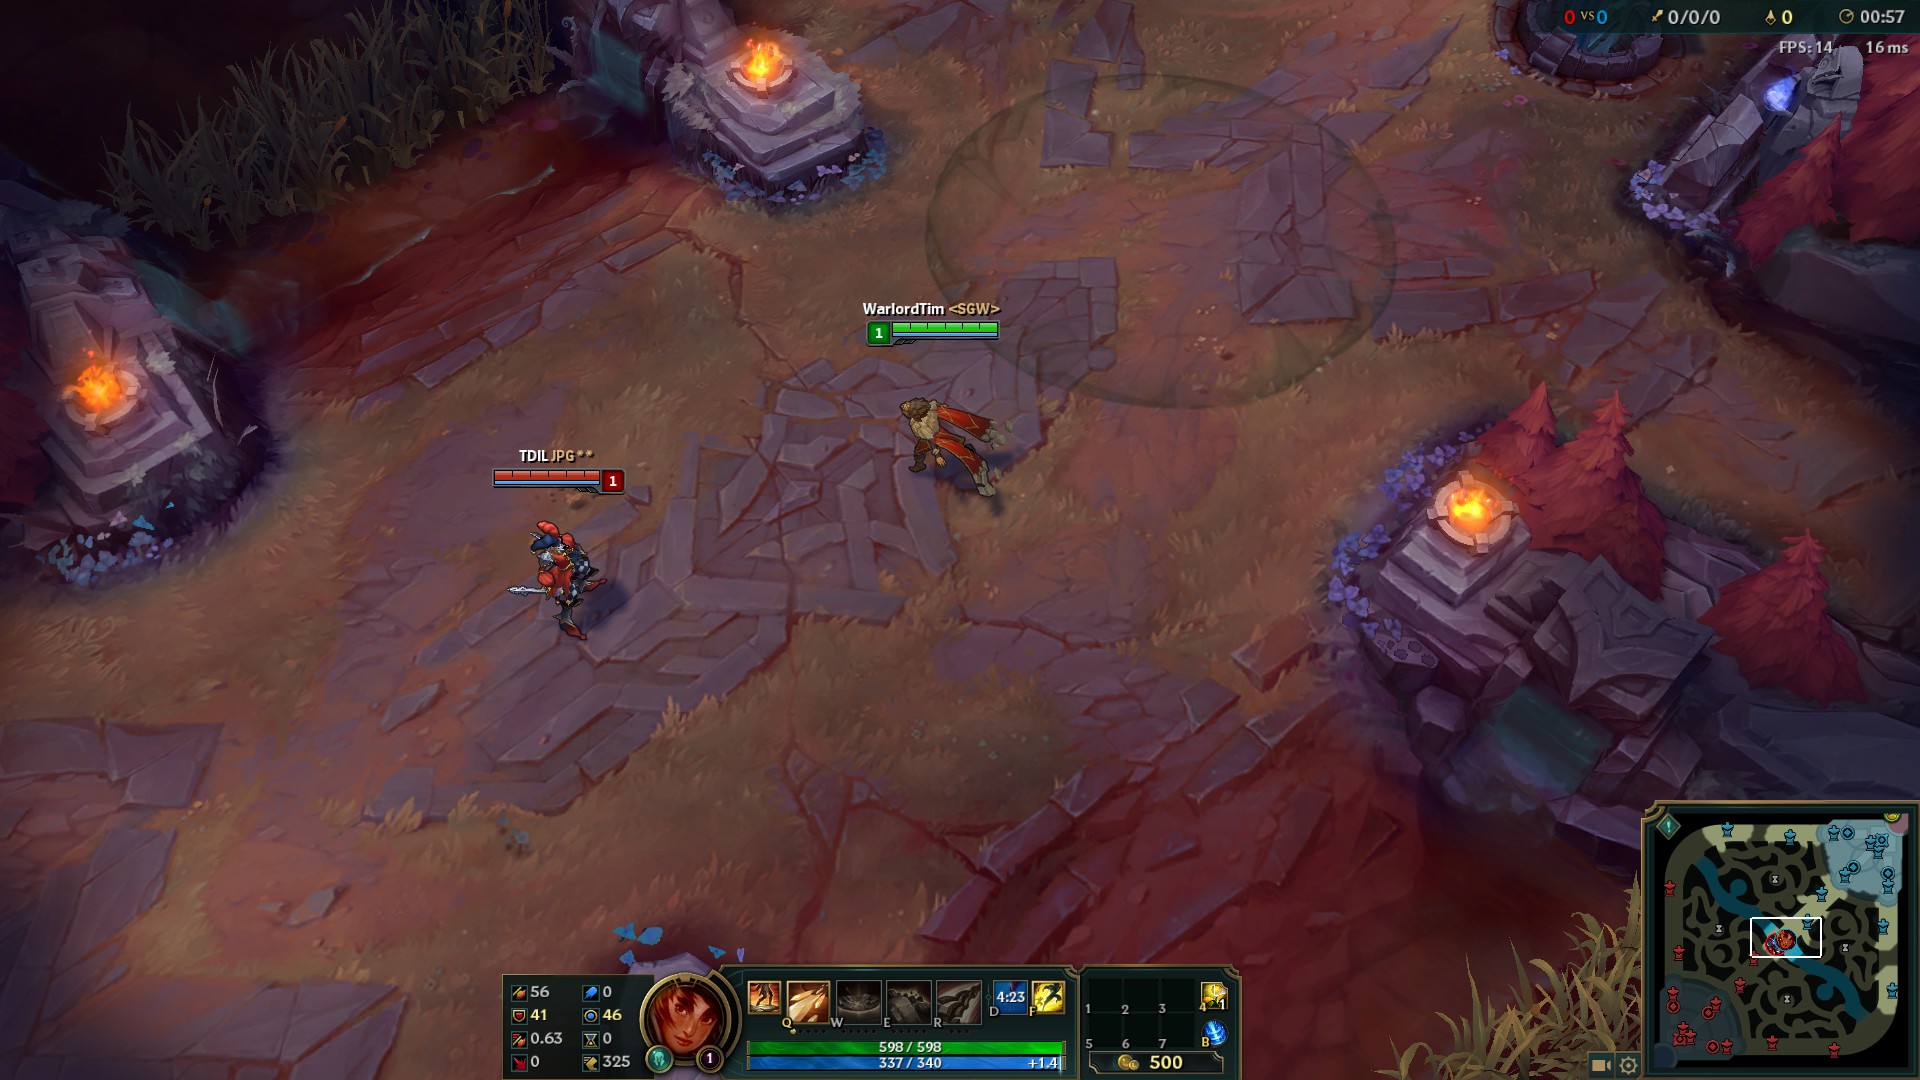 0 VS 0 0/0/0 0 00:57
FPS: 14 16 ms
WarlordTim <SGW>
1
TDIL JPG**
1
56 0
41 46
0.63 0
0 325
1
Q W E R D 4:23 F
598 / 598
337 / 340 +1.4
1 2 3 4 1
5 6 7 B
500